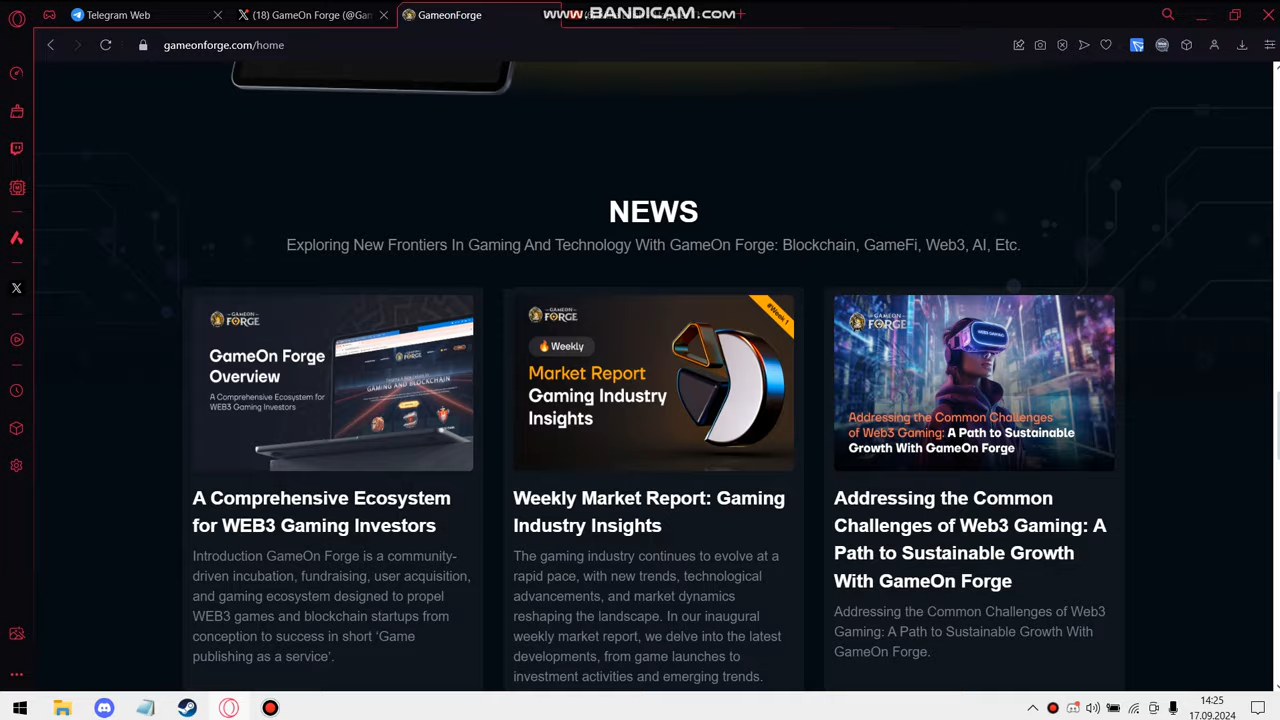 Telegram Web
(18) GameOn Forge (@Gam
GameonForge
WWW.BANDICAM.COM
gameonforge.com/home
NEWS
Exploring New Frontiers In Gaming And Technology With GameOn Forge: Blockchain, GameFi, Web3, AI, Etc.
GAMEON
FORGE
GameOn Forge
Overview
A Comprehensive Ecosystem for
WEB3 Gaming Investors
GAMING AND BLOCKCHAIN
GAMEON
FORGE
#Week 1
Weekly
Market Report
Gaming Industry
Insights
GAMEON
FORGE
WEB3 GAMING
Addressing the Common Challenges
of Web3 Gaming: A Path to Sustainable
Growth With GameOn Forge
A Comprehensive Ecosystem
for WEB3 Gaming Investors
Introduction GameOn Forge is a community-
driven incubation, fundraising, user acquisition,
and gaming ecosystem designed to propel
WEB3 games and blockchain startups from
conception to success in short ‘Game
publishing as a service’.
Weekly Market Report: Gaming
Industry Insights
The gaming industry continues to evolve at a
rapid pace, with new trends, technological
advancements, and market dynamics
reshaping the landscape. In our inaugural
weekly market report, we delve into the latest
developments, from game launches to
investment activities and emerging trends.
Addressing the Common
Challenges of Web3 Gaming: A
Path to Sustainable Growth
With GameOn Forge
Addressing the Common Challenges of Web3
Gaming: A Path to Sustainable Growth With
GameOn Forge.
14:25
17.09.2024